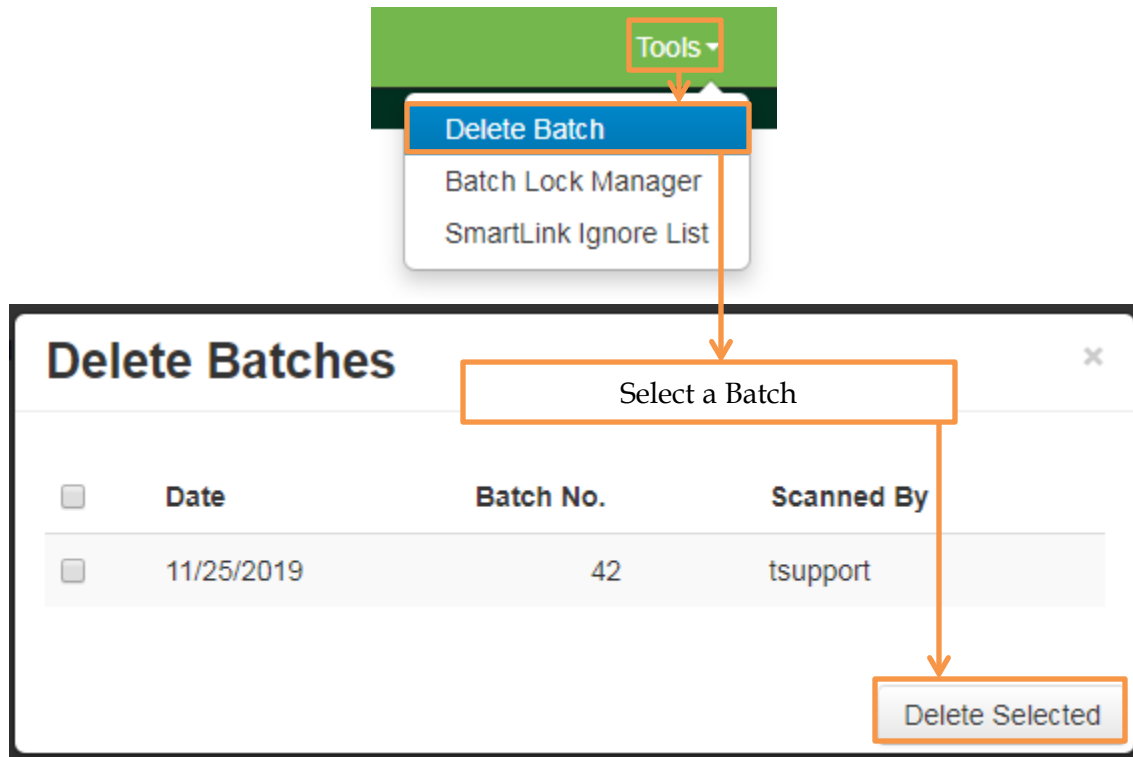 Tools
Delete Batch
Batch Lock Manager
SmartLink Ignore List
Delete Batches
×
Select a Batch
Date Batch No. Scanned By
11/25/2019 42 tsupport
Delete Selected